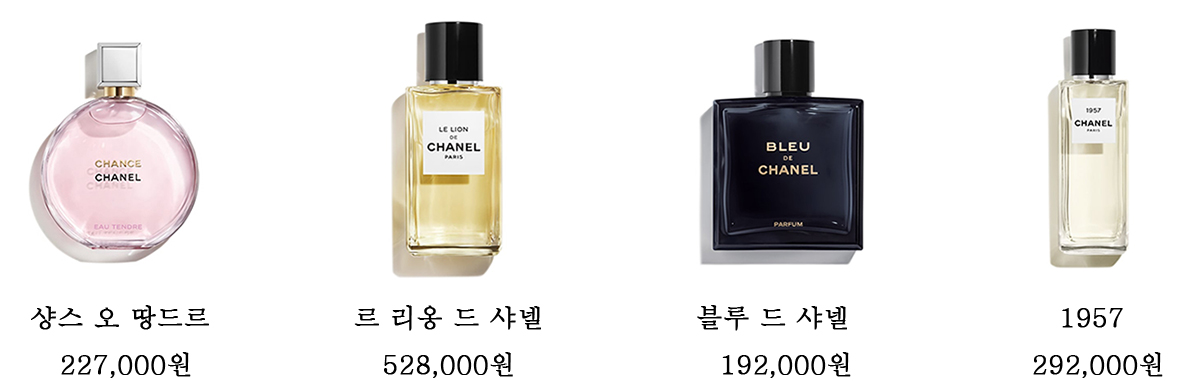 CHANCE
CHANEL
EAU TENDRE
LE LION
DE
CHANEL
PARIS
BLEU
DE
CHANEL
PARFUM
1957
CHANEL
PARIS
샹스 오 땅드르
르 리옹 드 샤넬
블루 드 샤넬
1957
227,000원
528,000원
192,000원
292,000원